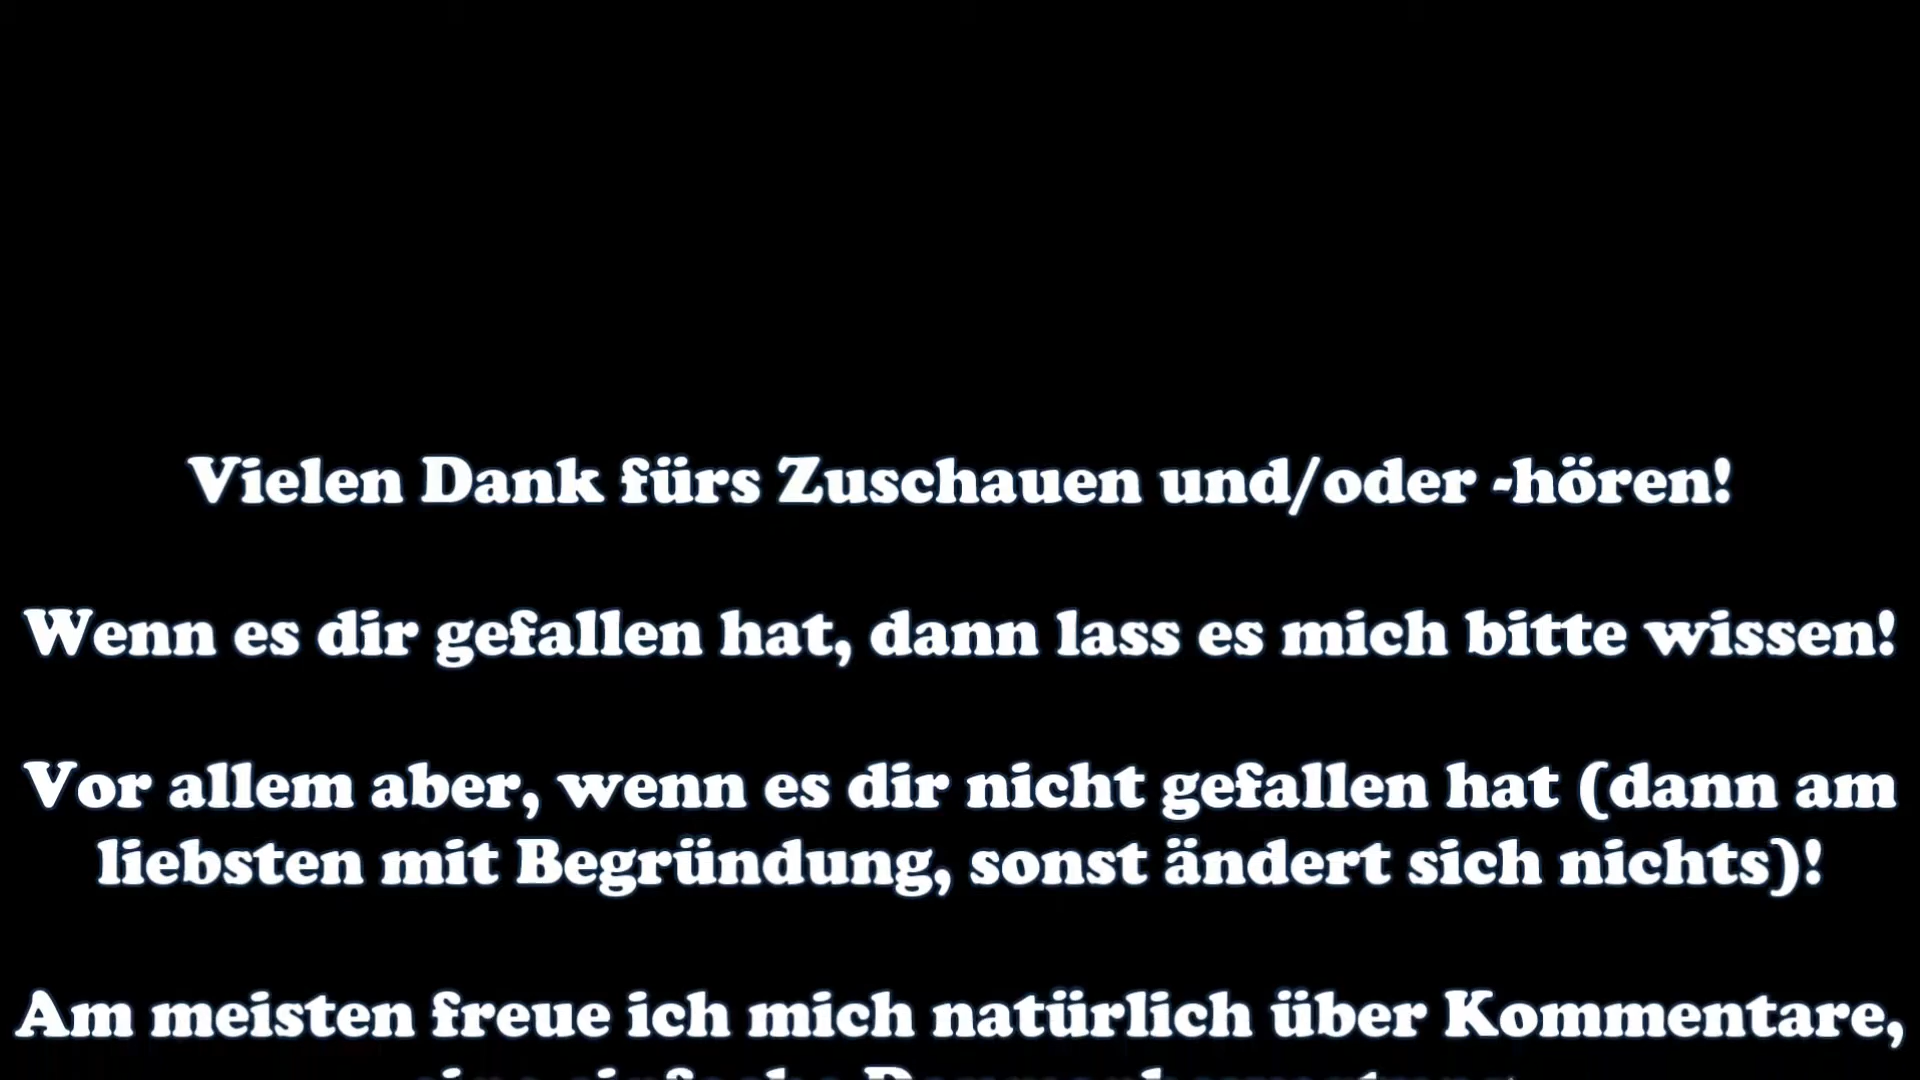 Vielen Dank fürs Zuschauen und/oder -hören!
Wenn es dir gefallen hat, dann lass es mich bitte wissen!
Vor allem aber, wenn es dir nicht gefallen hat (dann am
liebsten mit Begründung, sonst ändert sich nichts)!
Am meisten freue ich mich natürlich über Kommentare,